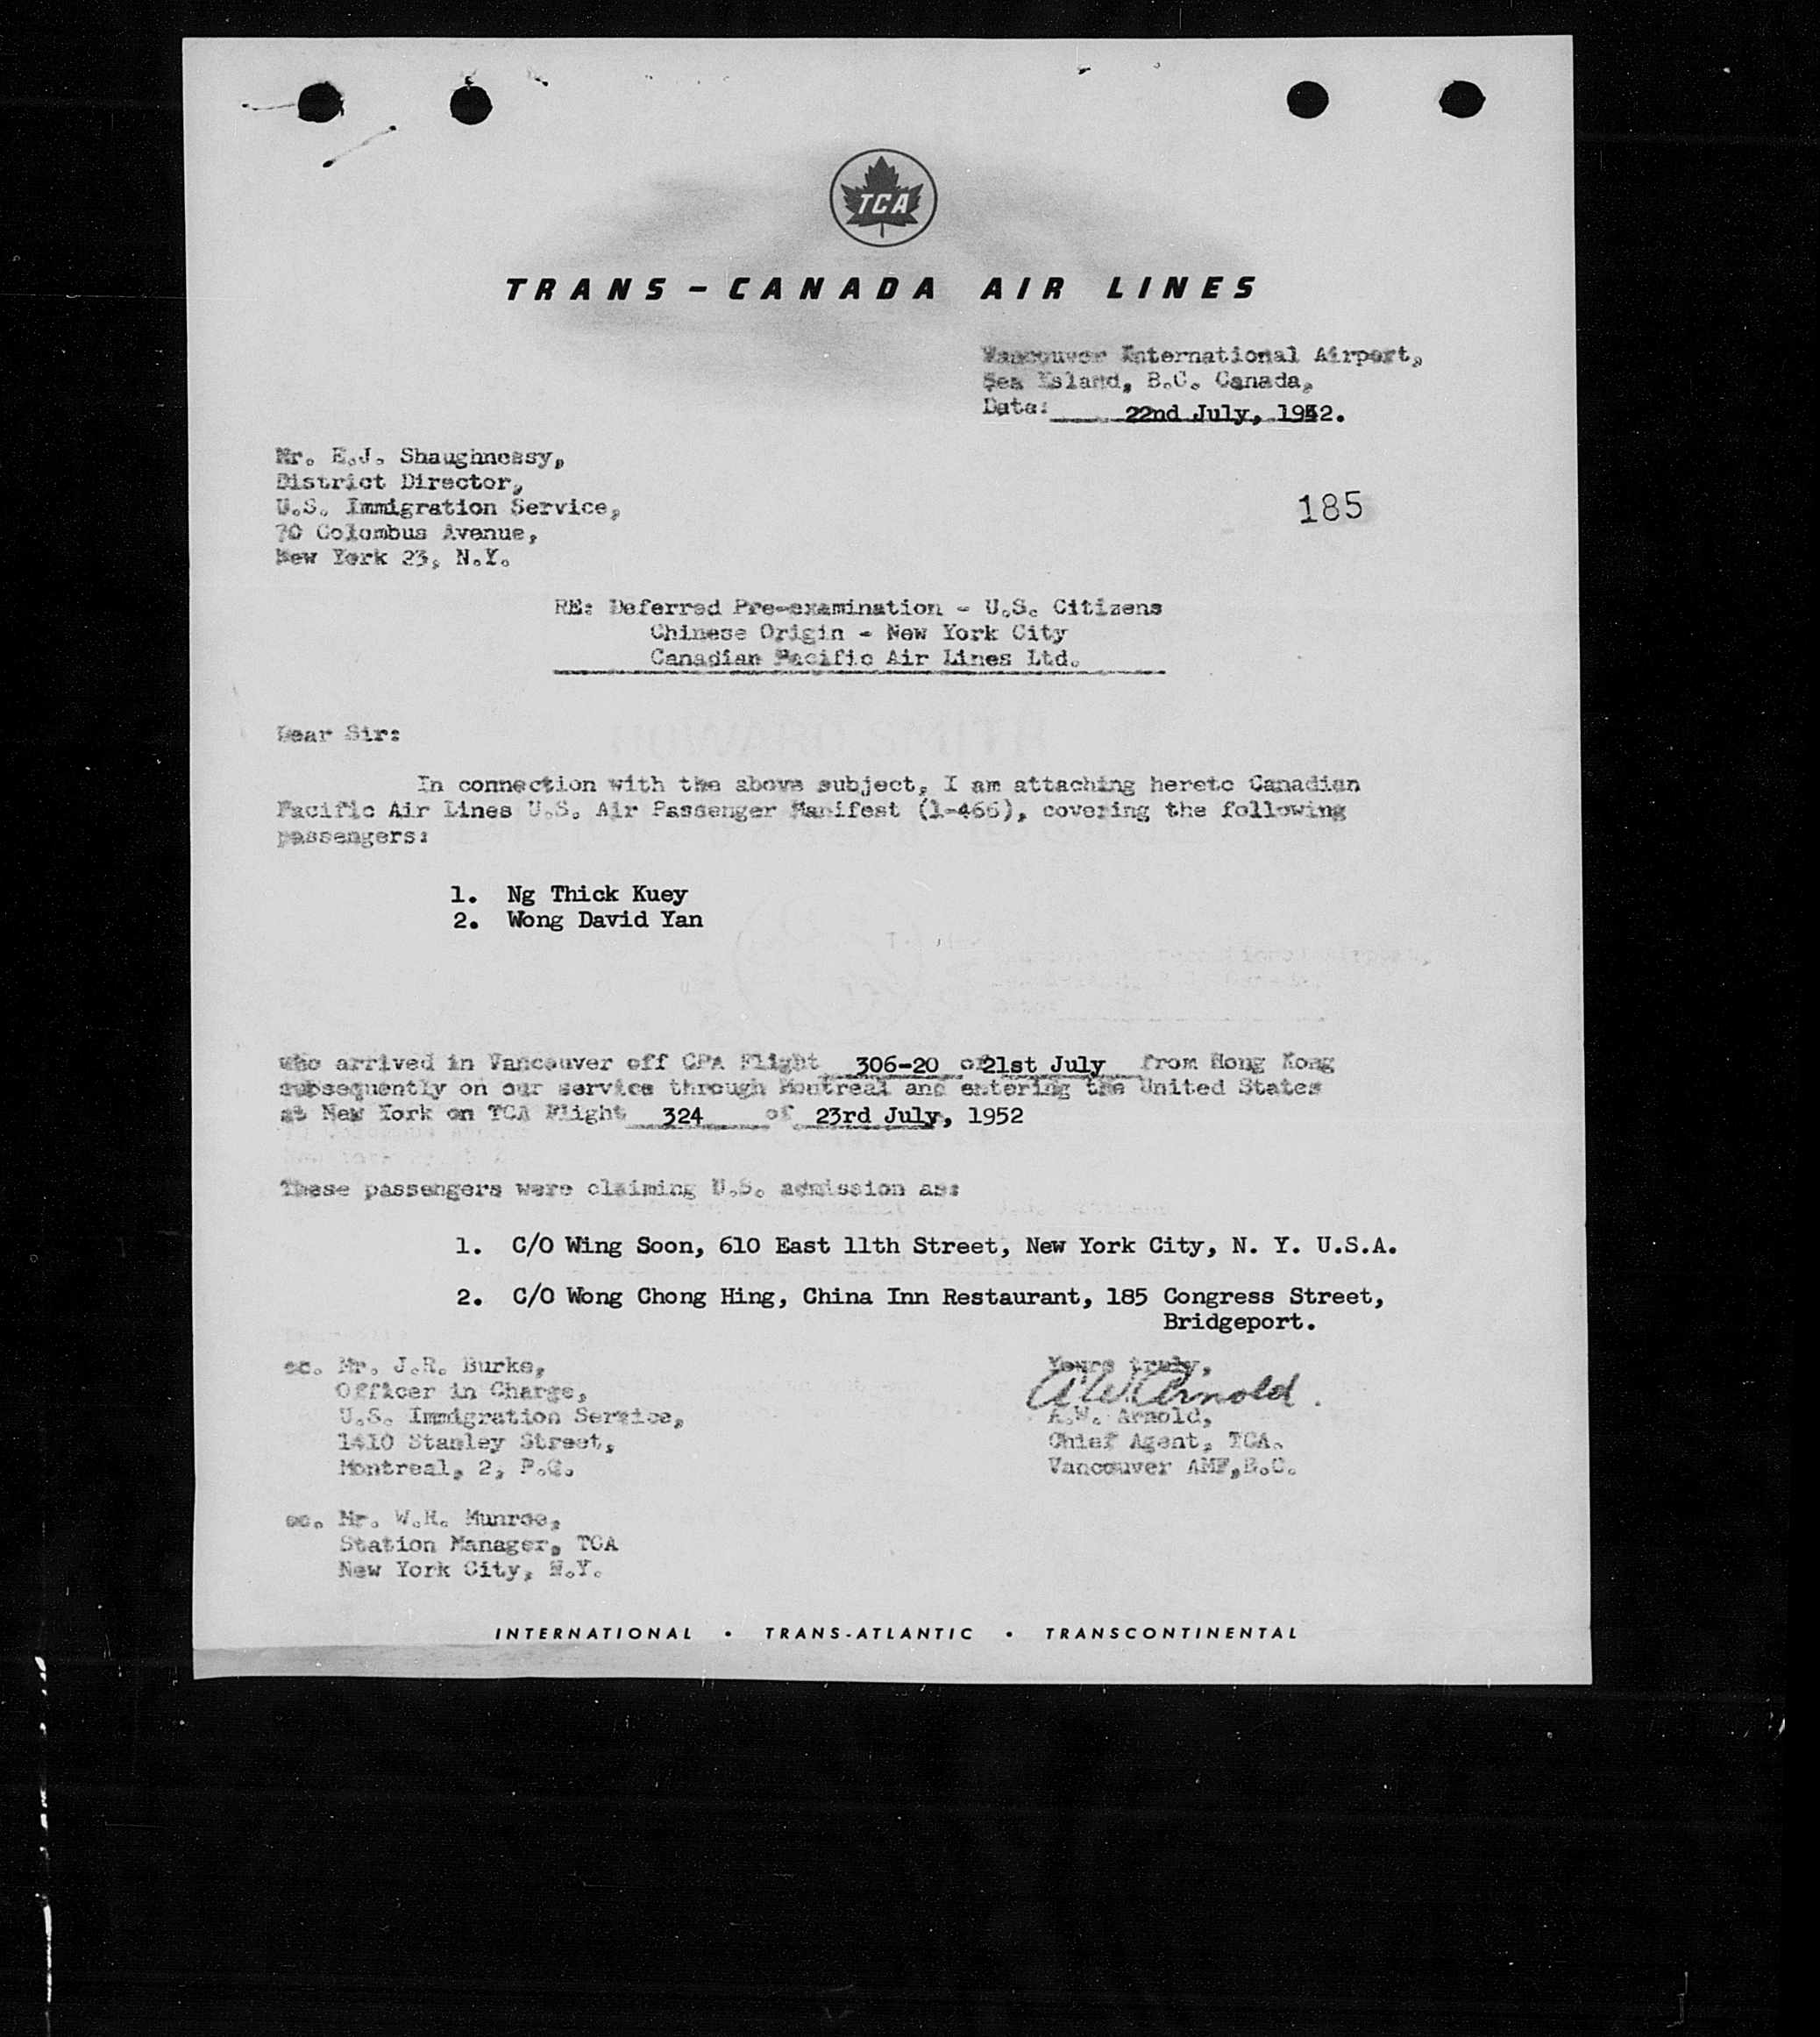 TCA
TRANS-CANADA AIR LINES
Vancouver International Airport,
Sea Island, B.C. Canada,
Date: 22nd July, 1952.
Mr. E.J. Shaughnessy,
District Director,
U.S. Immigration Service,
70 Columbus Avenue,
New York 23, N.Y.
185
RE: Deferred Pre-examination - U.S. Citizens
Chinese Origin - New York City
Canadian Pacific Air Lines Ltd.
Dear Sir:
In connection with the above subject, I am attaching hereto Canadian
Pacific Air Lines U.S. Air Passenger Manifest (1-466), covering the following
passengers:
1. Ng Thick Kuey
2. Wong David Yan
who arrived in Vancouver off CPA Flight 306-20 of 21st July from Hong Kong
subsequently on our service through Montreal and entering the United States
at New York on TCA Flight 324 of 23rd July, 1952
These passengers were claiming U.S. admission as:
1. C/O Wing Soon, 610 East 11th Street, New York City, N. Y. U.S.A.
2. C/O Wong Chong Hing, China Inn Restaurant, 185 Congress Street,
Bridgeport.
cc. Mr. J.R. Burke,
Officer in Charge,
U.S. Immigration Service,
1410 Stanley Street,
Montreal, 2, P.Q.
Yours truly,
A W Arnold.
A.W. Arnold,
Chief Agent, TCA.
Vancouver AMF,B.C.
cc. Mr. W.R. Munroe,
Station Manager, TCA
New York City, N.Y.
INTERNATIONAL • TRANS-ATLANTIC • TRANSCONTINENTAL